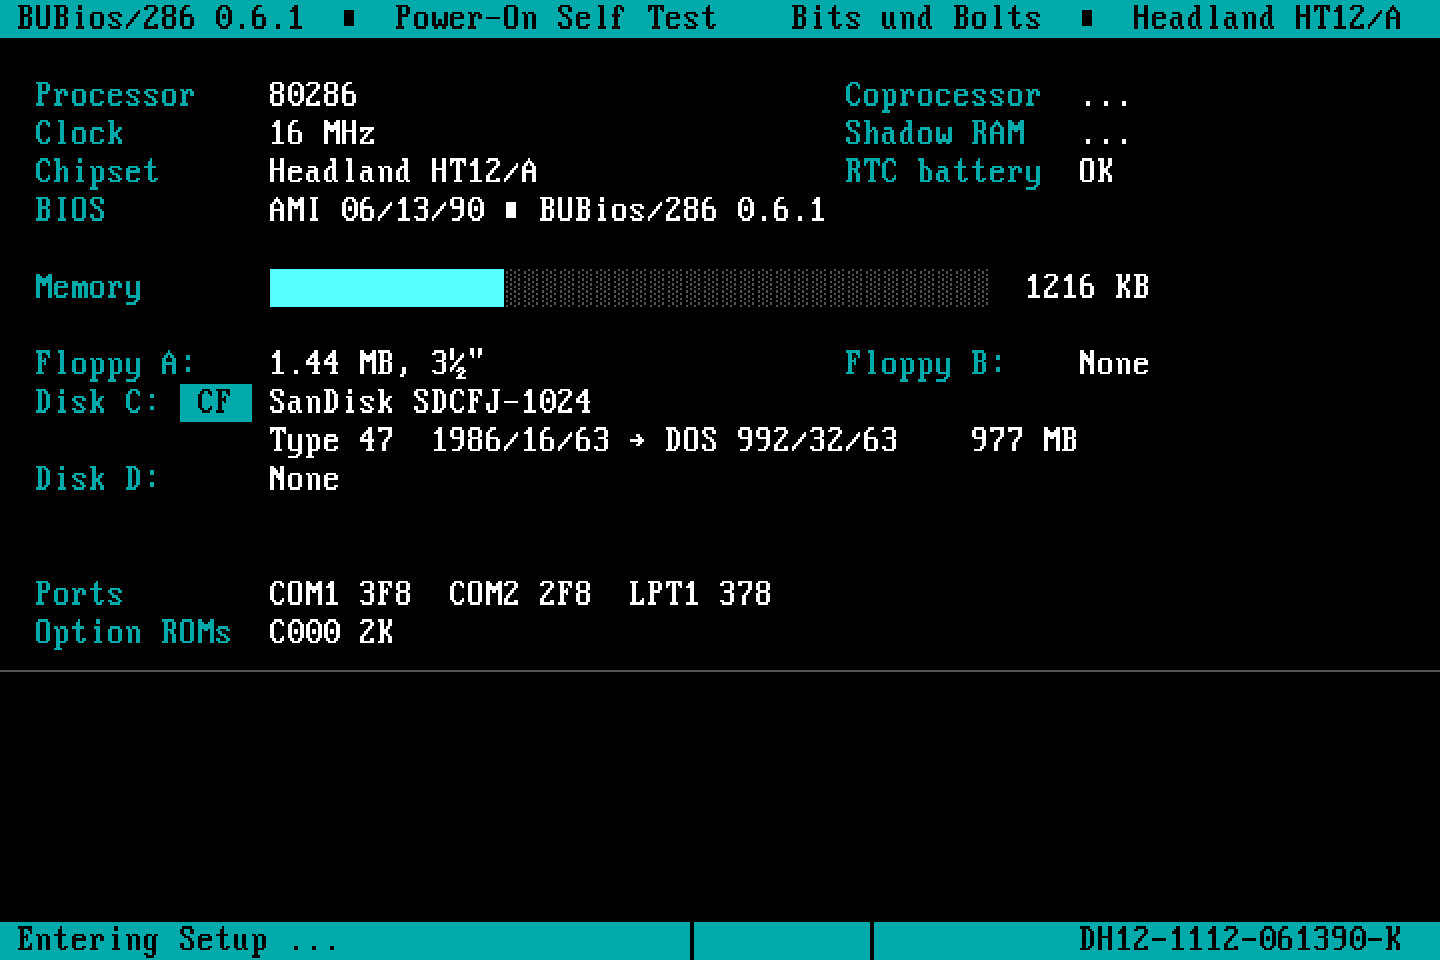 BUBios/286 0.6.1 ■ Power-On Self Test Bits und Bolts ■ Headland HT12/A
Processor 80286 Coprocessor ...
Clock 16 MHz Shadow RAM ...
Chipset Headland HT12/A RTC battery OK
BIOS AMI 06/13/90 ■ BUBios/286 0.6.1
Memory 1216 KB
Floppy A: 1.44 MB, 3½" Floppy B: None
Disk C: CF SanDisk SDCFJ-1024
Type 47 1986/16/63 → DOS 992/32/63 977 MB
Disk D: None
Ports COM1 3F8 COM2 2F8 LPT1 378
Option ROMs C000 2K
Entering Setup ... DH12-1112-061390-K